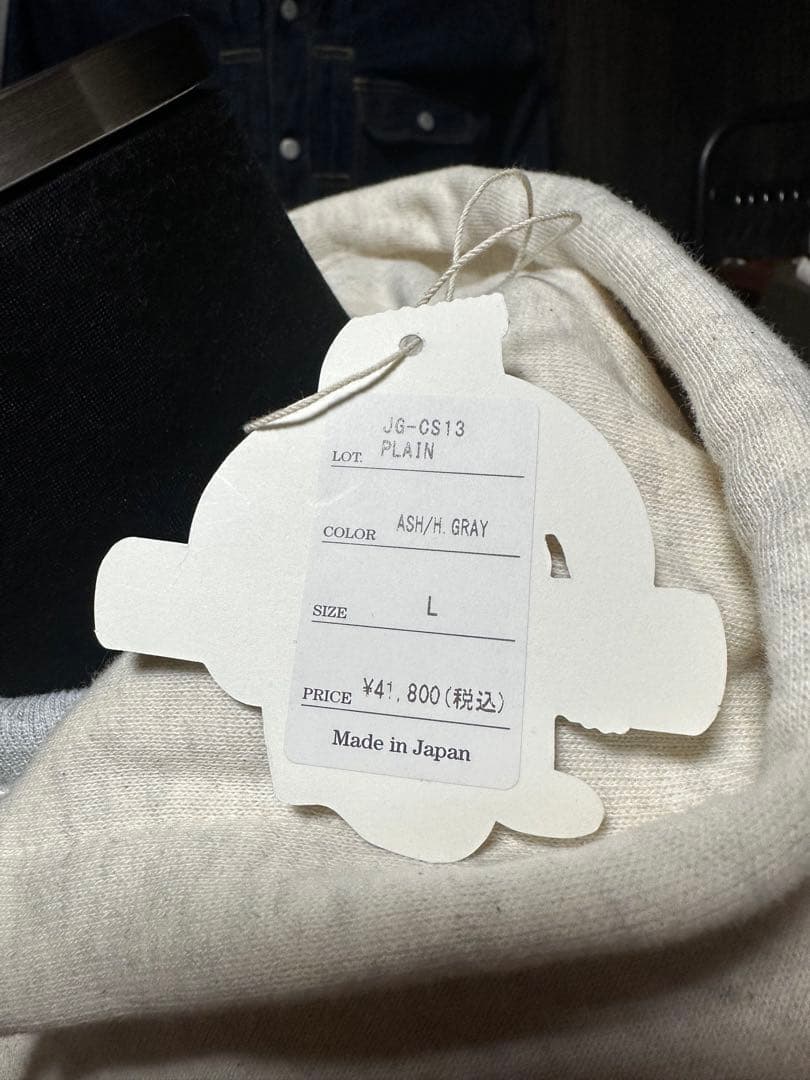 JG-CS13
LOT. PLAIN
COLOR ASH/H.GRAY
SIZE L
PRICE ¥41,800(税込)
Made in Japan